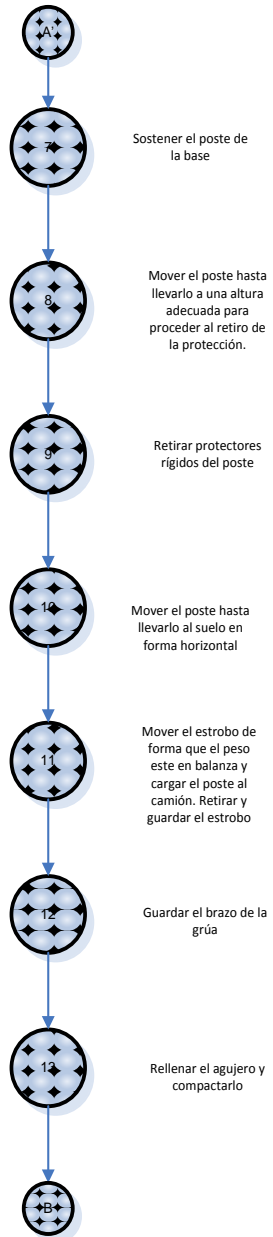 A'
7
Sostener el poste de
la base
8
Mover el poste hasta
llevarlo a una altura
adecuada para
proceder al retiro de
la protección.
9
Retirar protectores
rígidos del poste
10
Mover el poste hasta
llevarlo al suelo en
forma horizontal
11
Mover el estrobo de
forma que el peso
este en balanza y
cargar el poste al
camión. Retirar y
guardar el estrobo
12
Guardar el brazo de la
grúa
13
Rellenar el agujero y
compactarlo
B